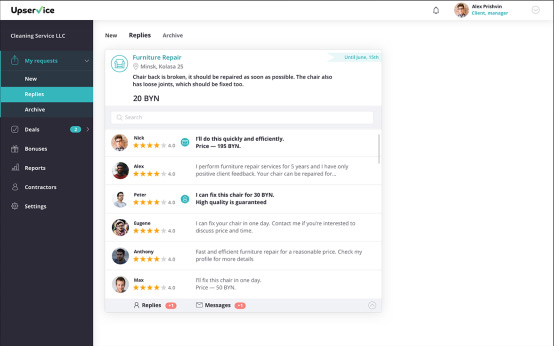 Upservice
Alex Prishvin
Client, manager
Cleaning Service LLC
My requests
New
Replies
Archive
Deals
Bonuses
Reports
Contractors
Settings
New Replies Archive
Furniture Repair
Until June, 15th
Minsk, Kalasa 25
Chair back is broken, it should be repaired as soon as possible. The chair also
has loose joints, which should be fixed too.
20 BYN
Search
Nick
4.0
I'll do this quickly and efficiently.
Price — 195 BYN.
Alex
4.0
I perform furniture repair services for 5 years and I have only
positive client feedback. Your chair can be repaired for...
Peter
4.0
I can fix this chair for 30 BYN.
High quality is guaranteed
Eugene
4.0
I can fix your chair in one day. Contact me if you're interested to
discuss price and time.
Anthony
4.0
Fast and efficient furniture repair for a reasonable price. Check my
profile for more details
Max
4.0
I'll fix this chair in one day.
Price — 50 BYN.
Replies +1 Messages +1